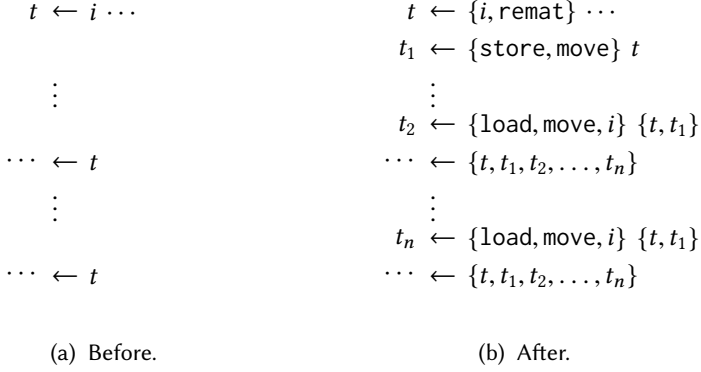 t ← i ···
⋮
··· ← t
⋮
··· ← t
(a) Before.
t ← {i, remat} ···
t₁ ← {store, move} t
⋮
t₂ ← {load, move, i} {t, t₁}
··· ← {t, t₁, t₂, . . . , tₙ}
⋮
tₙ ← {load, move, i} {t, t₁}
··· ← {t, t₁, t₂, . . . , tₙ}
(b) After.